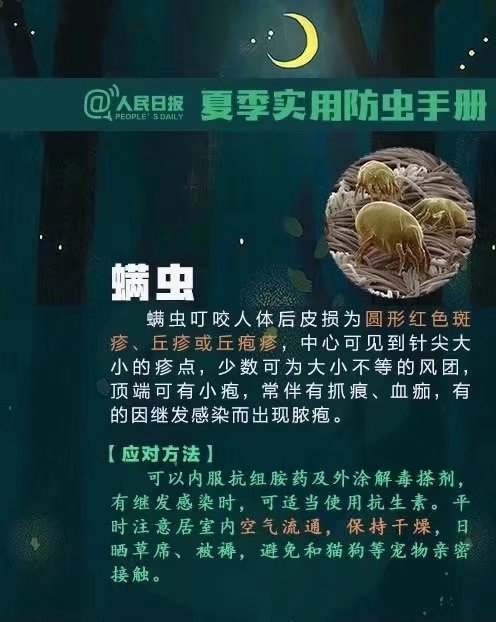 @人民日报 夏季实用防虫手册
PEOPLE'S DAILY
螨虫
螨虫叮咬人体后皮损为圆形红色斑
疹、丘疹或丘疱疹，中心可见到针尖大
小的疹点，少数可为大小不等的风团，
顶端可有小疱，常伴有抓痕、血痂，有
的因继发感染而出现脓疱。
【应对方法】
可以内服抗组胺药及外涂解毒搽剂，
有继发感染时，可适当使用抗生素。平
时注意居室内空气流通，保持干燥，日
晒草席、被褥，避免和猫狗等宠物亲密
接触。